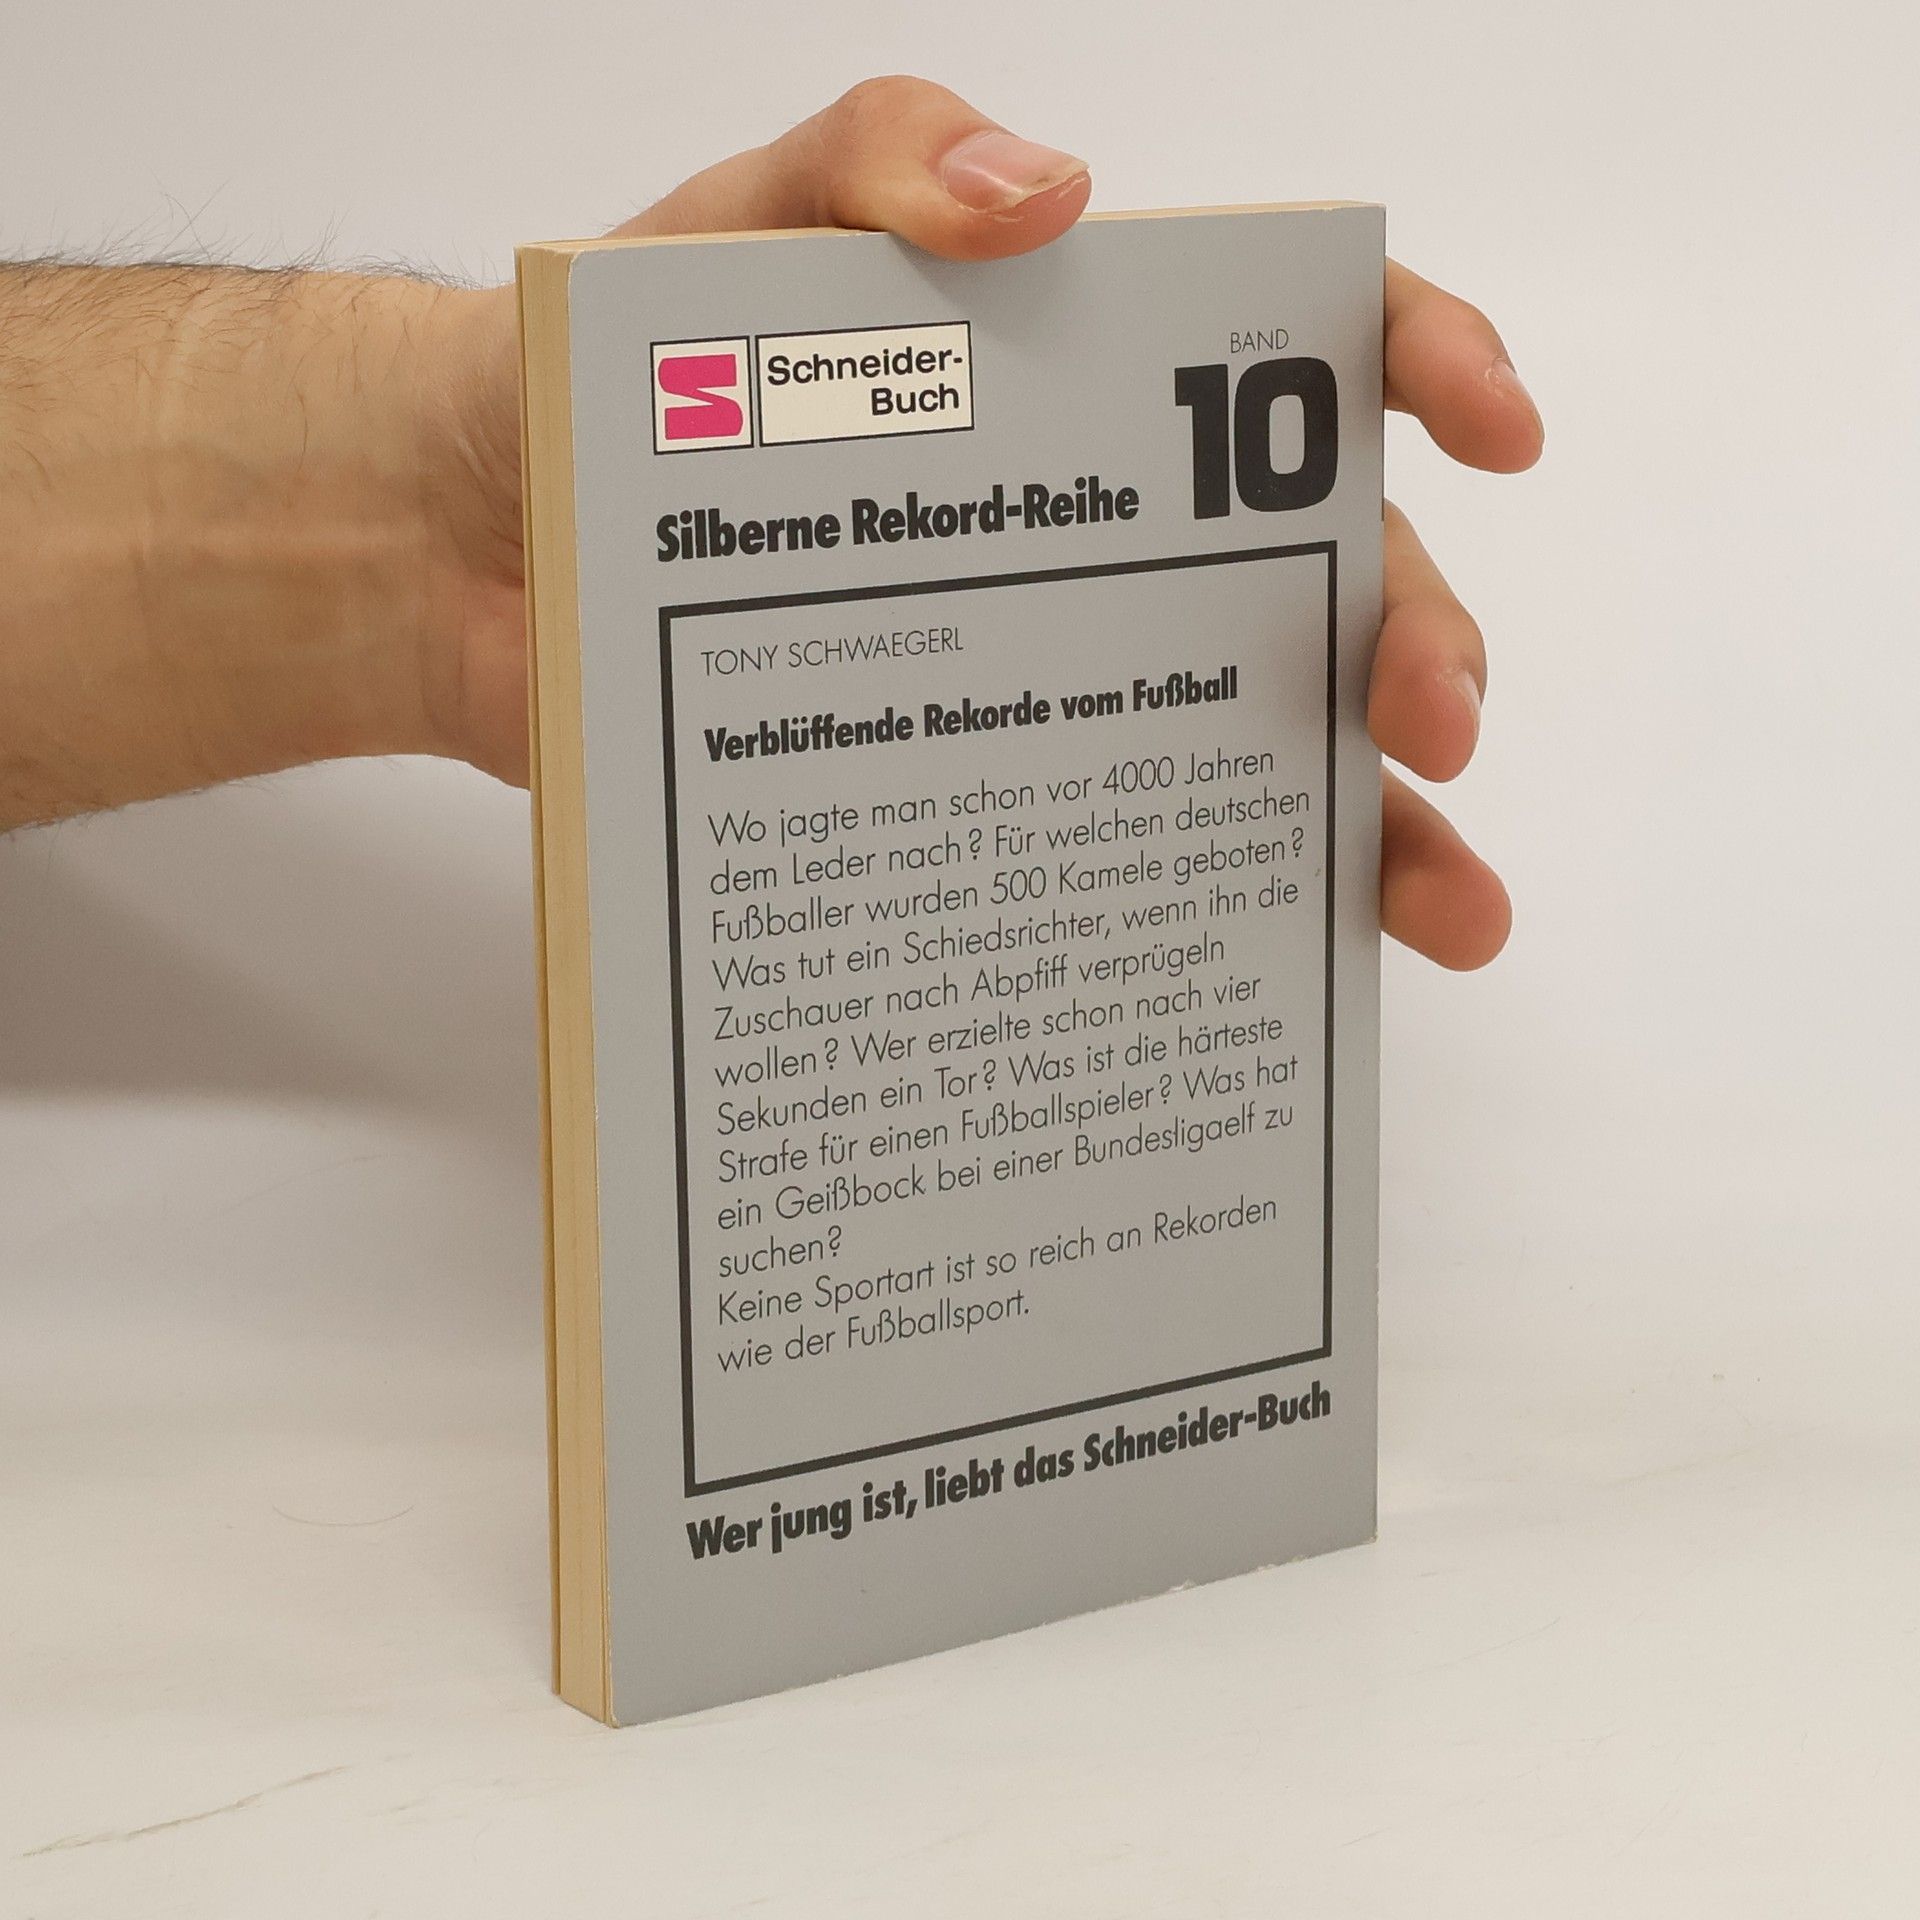 Schneider-
Buch
BAND
10
Silberne Rekord-Reihe
TONY SCHWAEGERL
Verblüffende Rekorde vom Fußball
Wo jagte man schon vor 4000 Jahren
dem Leder nach? Für welchen deutschen
Fußballer wurden 500 Kamele geboten?
Was tut ein Schiedsrichter, wenn ihn die
Zuschauer nach Abpfiff verprügeln
wollen? Wer erzielte schon nach vier
Sekunden ein Tor? Was ist die härteste
Strafe für einen Fußballspieler? Was hat
ein Geißbock bei einer Bundesligaelf zu
suchen?
Keine Sportart ist so reich an Rekorden
wie der Fußballsport.
Wer jung ist, liebt das Schneider-Buch